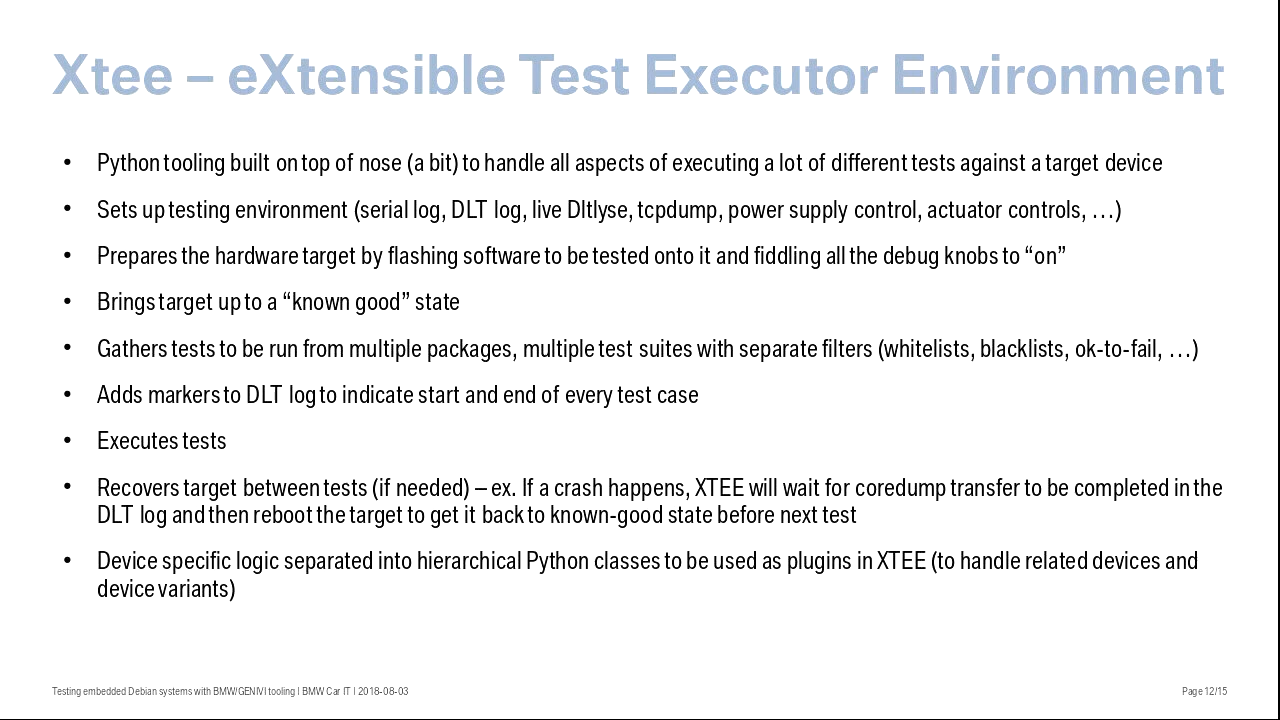 Xtee – eXtensible Test Executor Environment
• Python tooling built on top of nose (a bit) to handle all aspects of executing a lot of different tests against a target device
• Sets up testing environment (serial log, DLT log, live Dltlyse, tcpdump, power supply control, actuator controls, …)
• Prepares the hardware target by flashing software to be tested onto it and fiddling all the debug knobs to “on”
• Brings target up to a “known good” state
• Gathers tests to be run from multiple packages, multiple test suites with separate filters (whitelists, blacklists, ok-to-fail, …)
• Adds markers to DLT log to indicate start and end of every test case
• Executes tests
• Recovers target between tests (if needed) – ex. If a crash happens, XTEE will wait for coredump transfer to be completed in the
DLT log and then reboot the target to get it back to known-good state before next test
• Device specific logic separated into hierarchical Python classes to be used as plugins in XTEE (to handle related devices and
device variants)
Testing embedded Debian systems with BMW/GENIVI tooling | BMW Car IT | 2018-08-03
Page 12/15